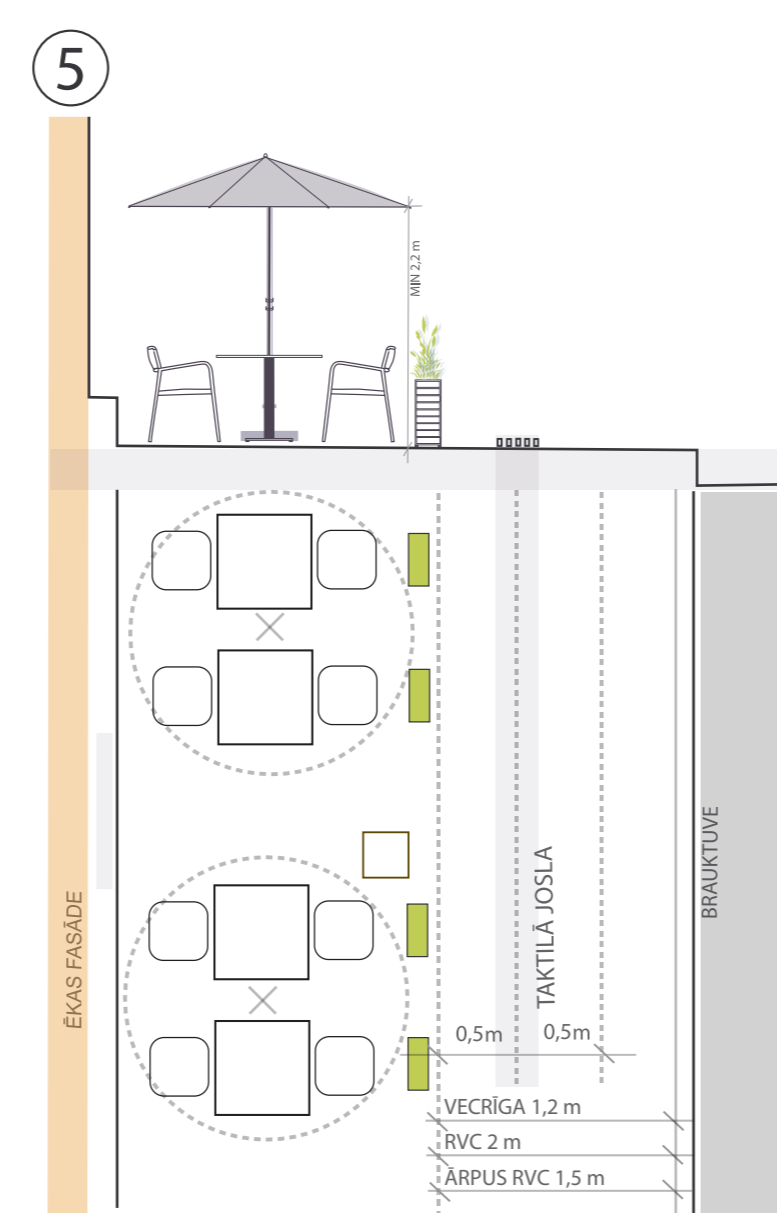 5
MIN 2,2 m
ĒKAS FASĀDE
TAKTILĀ JOSLA
BRAUKTUVE
0,5m 0,5m
VECRĪGA 1,2 m
RVC 2 m
ĀRPUS RVC 1,5 m